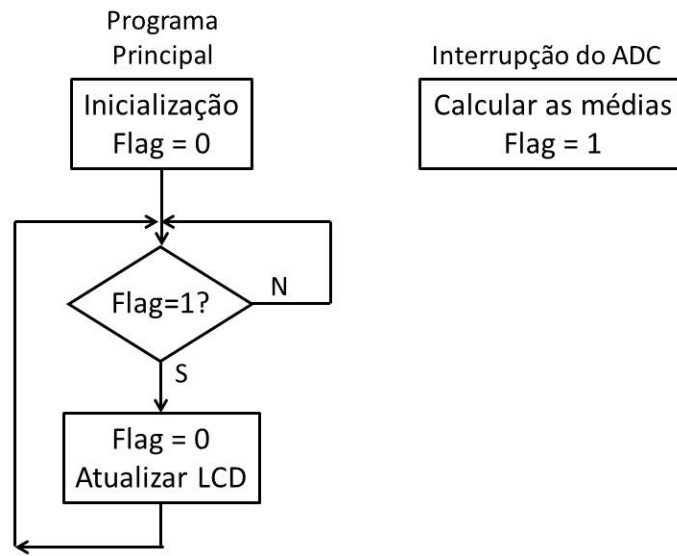 Programa
Principal
Inicialização
Flag = 0
Flag=1?
N
S
Flag = 0
Atualizar LCD
Interrupção do ADC
Calcular as médias
Flag = 1